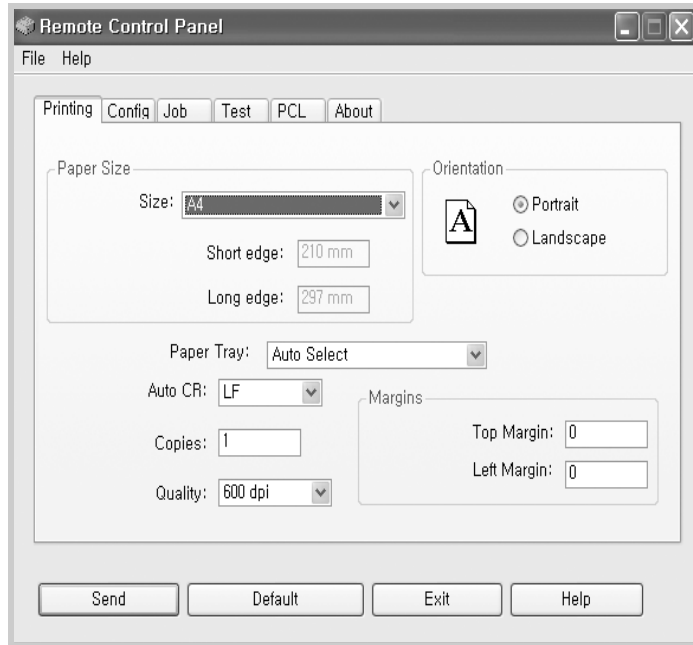 Remote Control Panel
File Help
Printing Config Job Test PCL About
Paper Size
Size: A4
Short edge: 210 mm
Long edge: 297 mm
Orientation
A
Portrait
Landscape
Paper Tray: Auto Select
Auto CR: LF
Copies: 1
Quality: 600 dpi
Margins
Top Margin: 0
Left Margin: 0
Send Default Exit Help